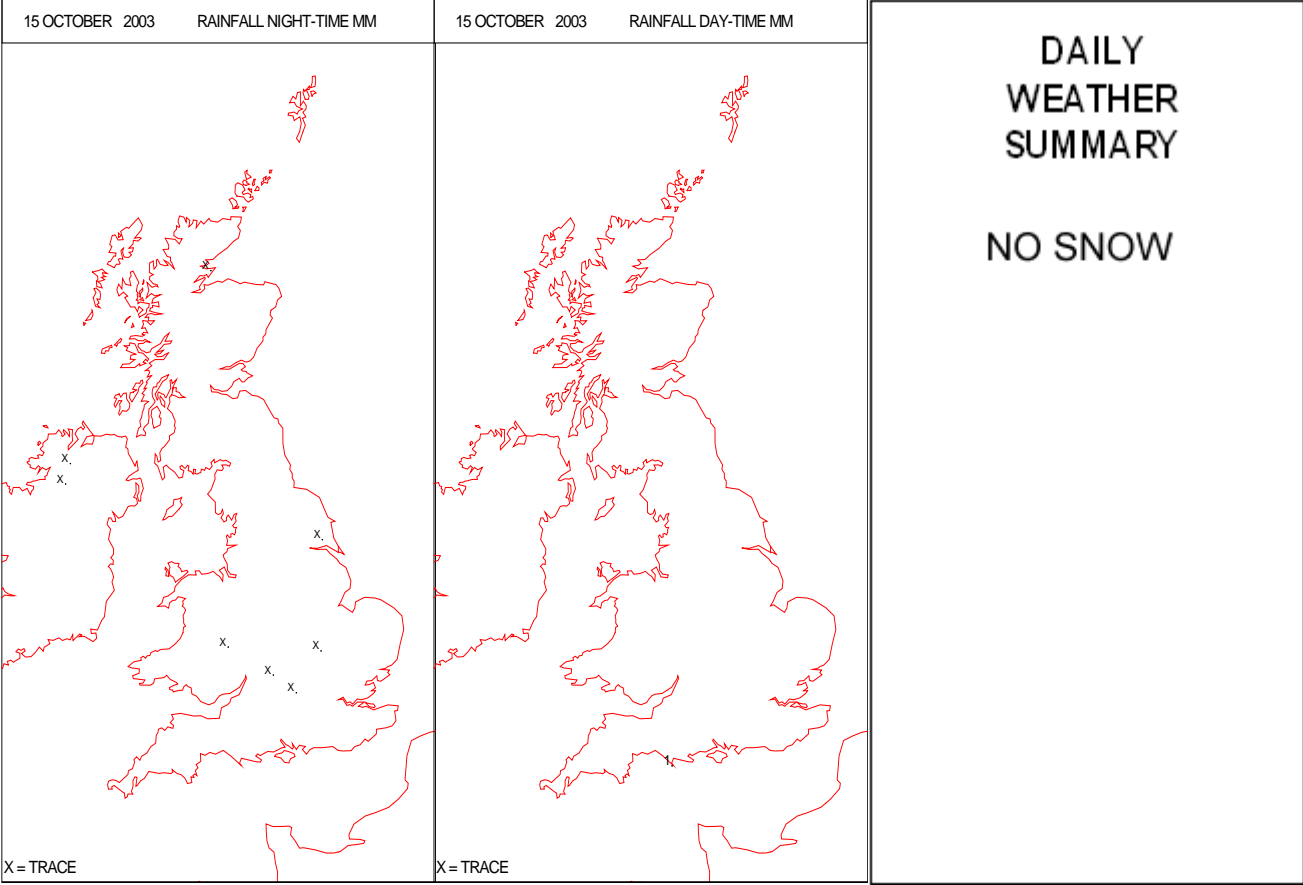 15 OCTOBER 2003 RAINFALL NIGHT-TIME MM
x
x.
x.
x.
x.
x.
x.
x.
X = TRACE
15 OCTOBER 2003 RAINFALL DAY-TIME MM
1
X = TRACE
DAILY
WEATHER
SUMMARY
NO SNOW